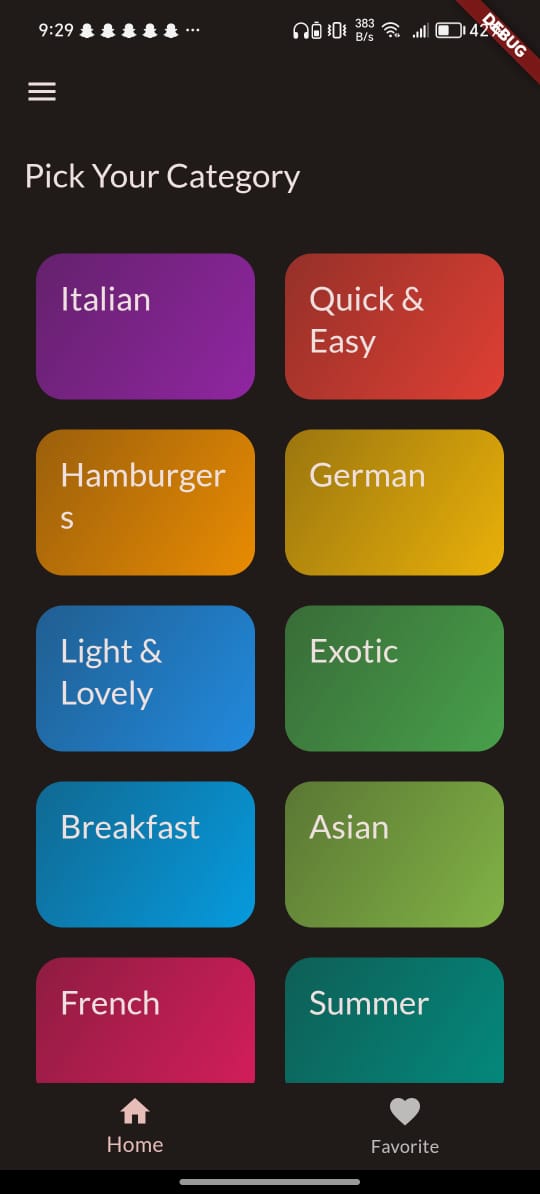 9:29
383
B/s
42%
DEBUG
Pick Your Category
Italian
Quick &
Easy
Hamburger
s
German
Light &
Lovely
Exotic
Breakfast
Asian
French
Summer
Home
Favorite